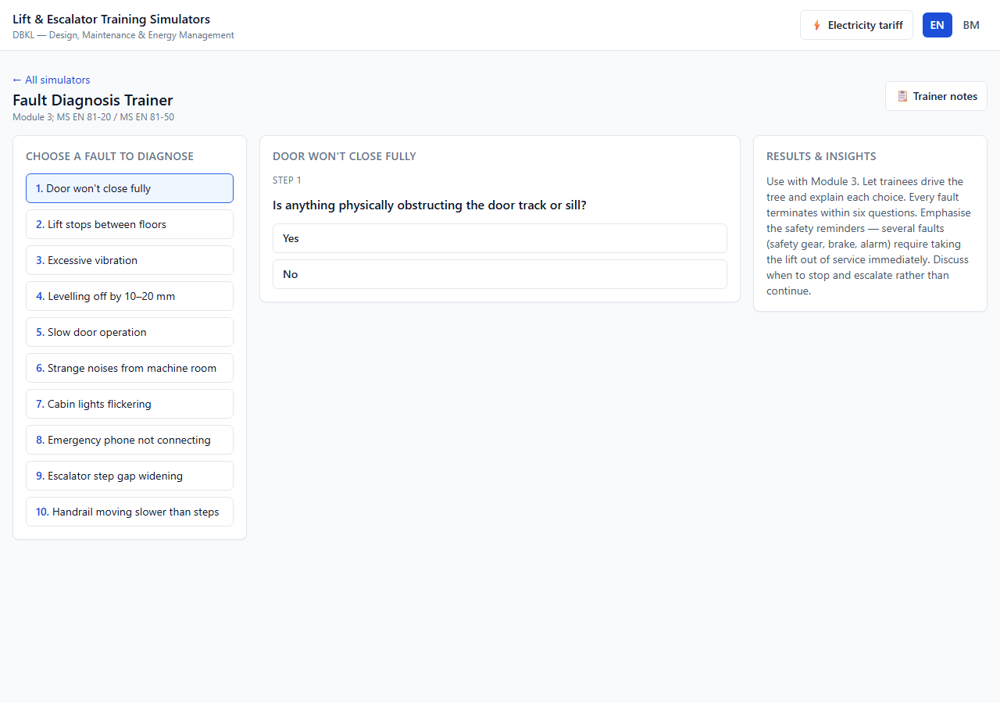 Lift & Escalator Training Simulators
DBKL — Design, Maintenance & Energy Management
Electricity tariff
EN
BM
← All simulators
Fault Diagnosis Trainer
Module 3; MS EN 81-20 / MS EN 81-50
Trainer notes
CHOOSE A FAULT TO DIAGNOSE
1. Door won't close fully
2. Lift stops between floors
3. Excessive vibration
4. Levelling off by 10–20 mm
5. Slow door operation
6. Strange noises from machine room
7. Cabin lights flickering
8. Emergency phone not connecting
9. Escalator step gap widening
10. Handrail moving slower than steps
DOOR WON'T CLOSE FULLY
STEP 1
Is anything physically obstructing the door track or sill?
Yes
No
RESULTS & INSIGHTS
Use with Module 3. Let trainees drive the
tree and explain each choice. Every fault
terminates within six questions. Emphasise
the safety reminders — several faults
(safety gear, brake, alarm) require taking
the lift out of service immediately. Discuss
when to stop and escalate rather than
continue.